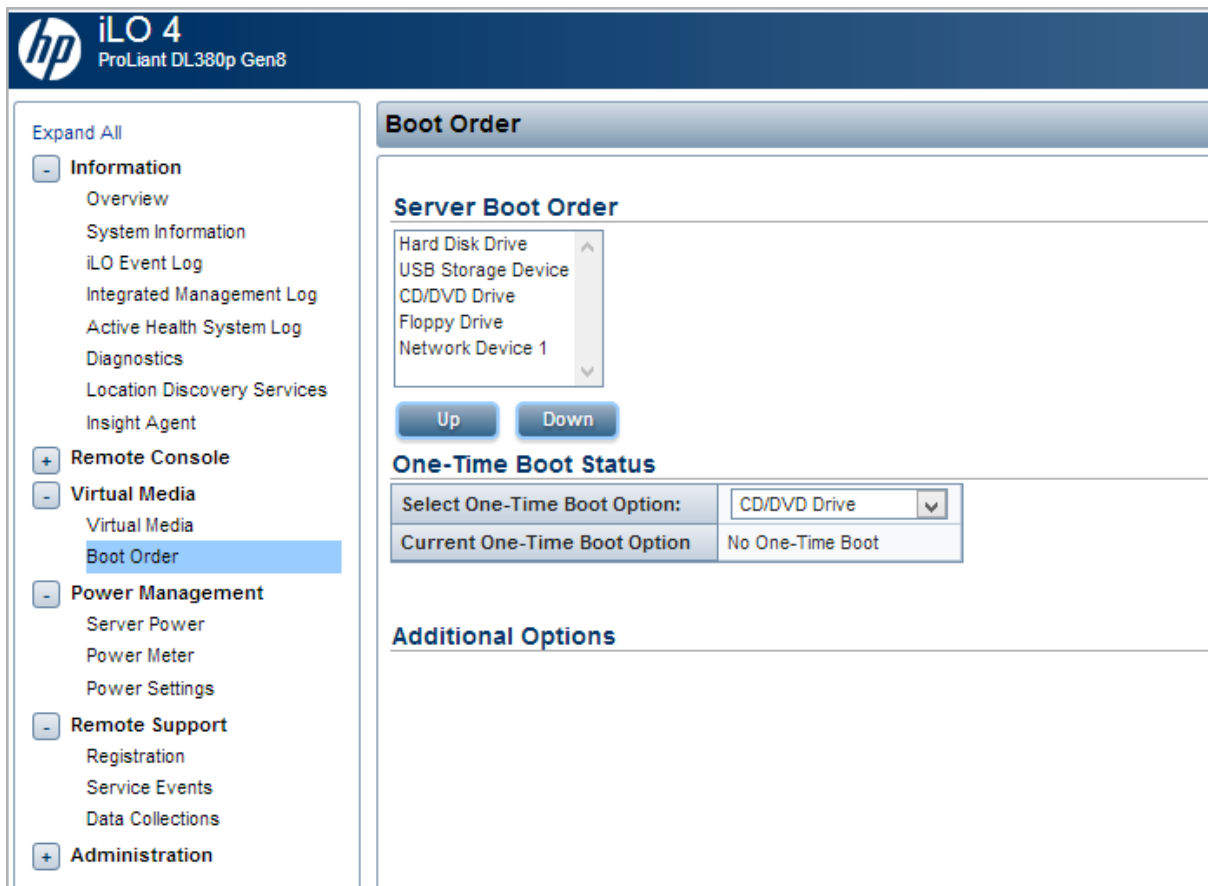 hp
iLO 4
ProLiant DL380p Gen8
Expand All
- Information
Overview
System Information
iLO Event Log
Integrated Management Log
Active Health System Log
Diagnostics
Location Discovery Services
Insight Agent
+ Remote Console
- Virtual Media
Virtual Media
Boot Order
- Power Management
Server Power
Power Meter
Power Settings
- Remote Support
Registration
Service Events
Data Collections
+ Administration
Boot Order
Server Boot Order
Hard Disk Drive
USB Storage Device
CD/DVD Drive
Floppy Drive
Network Device 1
Up Down
One-Time Boot Status
Select One-Time Boot Option: CD/DVD Drive
Current One-Time Boot Option No One-Time Boot
Additional Options